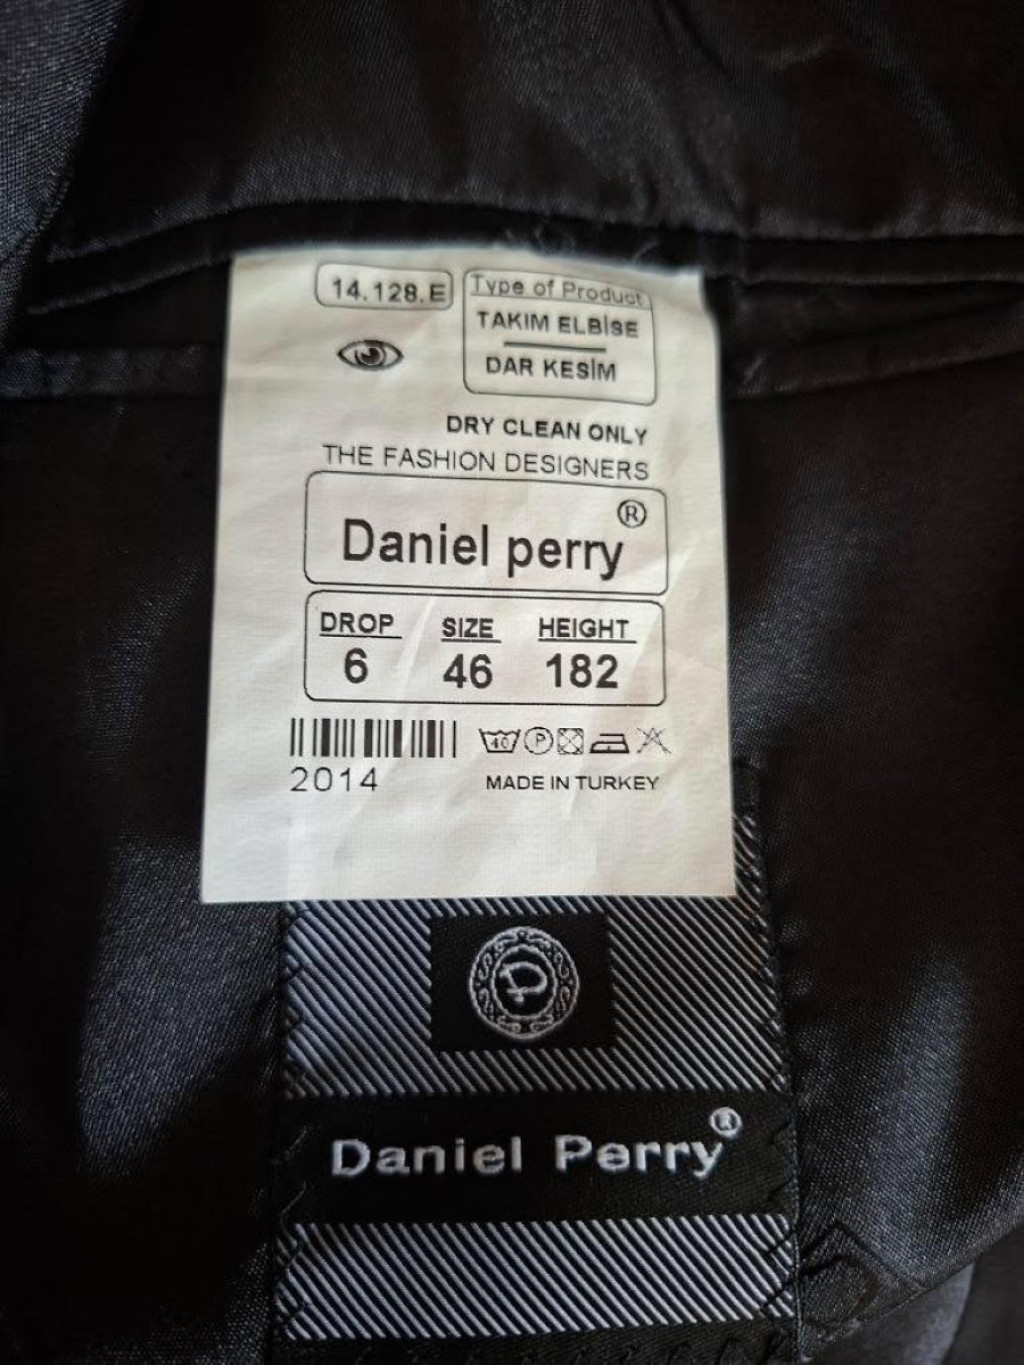 14.128.E
Type of Product
TAKIM ELBİSE
DAR KESİM
DRY CLEAN ONLY
THE FASHION DESIGNERS
Daniel perry®
DROP SIZE HEIGHT
6 46 182
40 P
2014
MADE IN TURKEY
P
Daniel Perry®